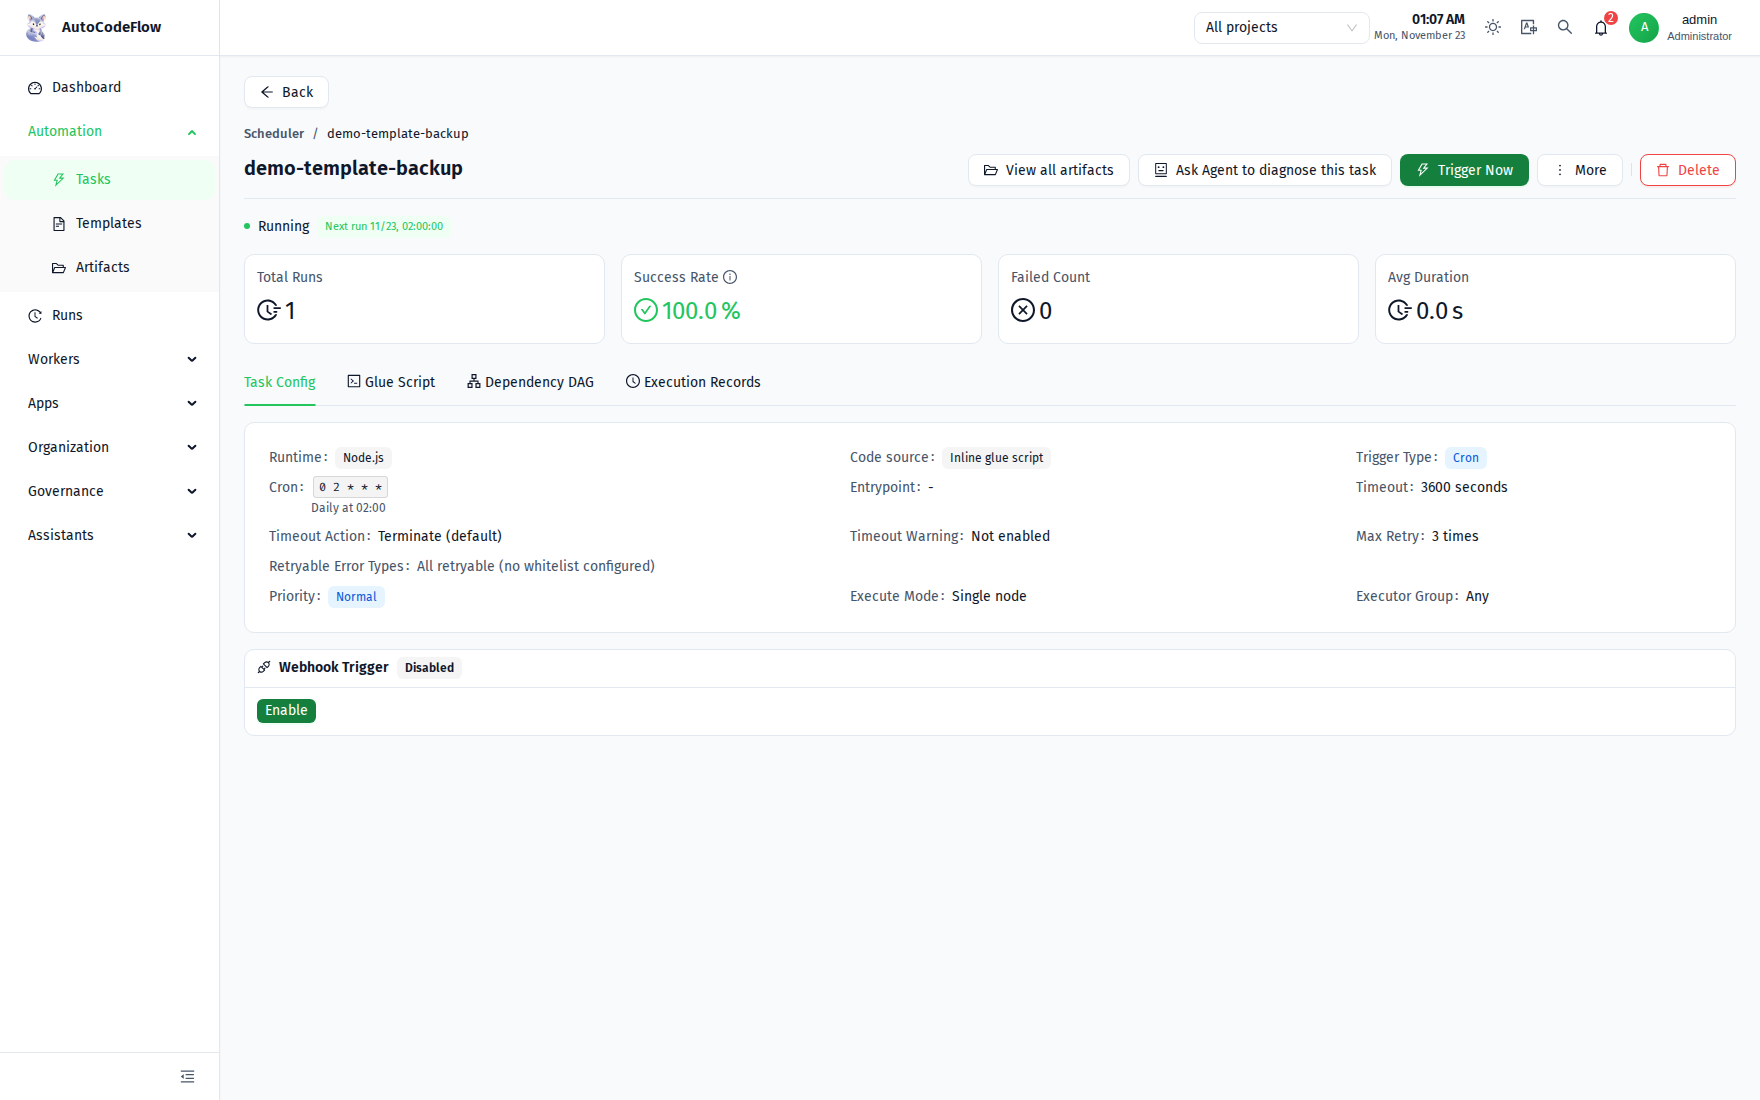 AutoCodeFlow
All projects
01:07 AM
Mon, November 23
2
A
admin
Administrator
Dashboard
Automation
Tasks
Templates
Artifacts
Runs
Workers
Apps
Organization
Governance
Assistants
Back
Scheduler / demo-template-backup
demo-template-backup
View all artifacts
Ask Agent to diagnose this task
Trigger Now
More
Delete
Running
Next run 11/23, 02:00:00
Total Runs
1
Success Rate
100.0 %
Failed Count
0
Avg Duration
0.0 s
Task Config
Glue Script
Dependency DAG
Execution Records
Runtime: Node.js
Code source: Inline glue script
Trigger Type: Cron
Cron: 0 2 * * *
Daily at 02:00
Entrypoint: -
Timeout: 3600 seconds
Timeout Action: Terminate (default)
Timeout Warning: Not enabled
Max Retry: 3 times
Retryable Error Types: All retryable (no whitelist configured)
Priority: Normal
Execute Mode: Single node
Executor Group: Any
Webhook Trigger Disabled
Enable